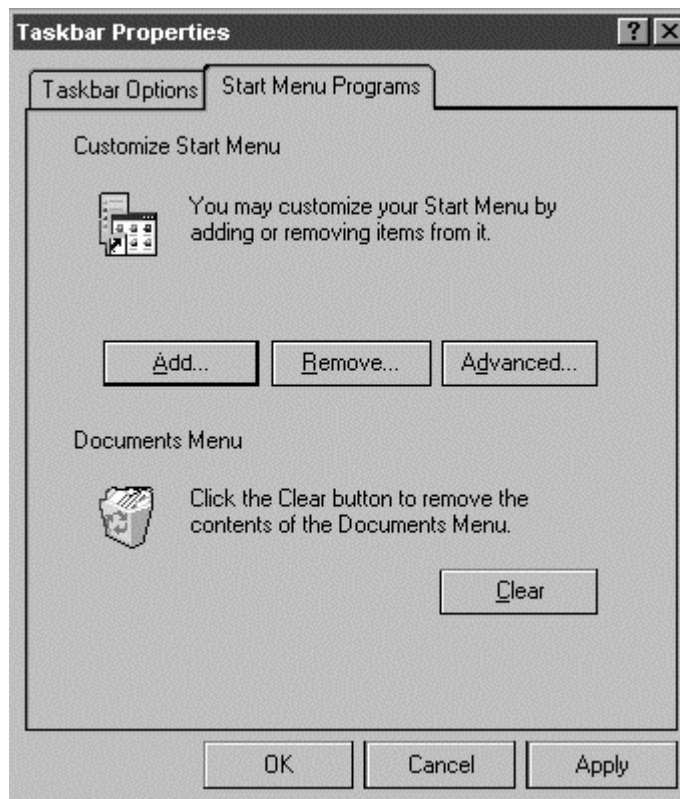 Taskbar Properties
Taskbar Options
Start Menu Programs
Customize Start Menu
You may customize your Start Menu by
adding or removing items from it.
Add...
Remove...
Advanced...
Documents Menu
Click the Clear button to remove the
contents of the Documents Menu.
Clear
OK
Cancel
Apply